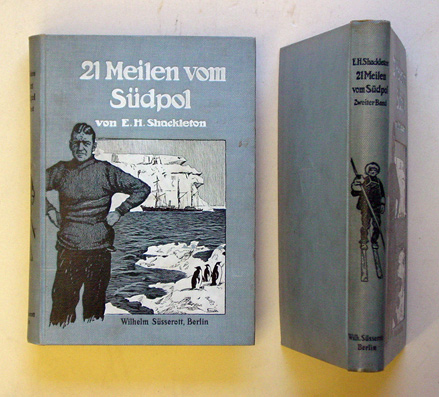 21 Meilen vom
Südpol
von E. H. Shackleton
Wilhelm Süsserott, Berlin
E.H. Shackleton
21 Meilen
vom Südpol
Zweiter Band
Wilh. Süsserott
Berlin